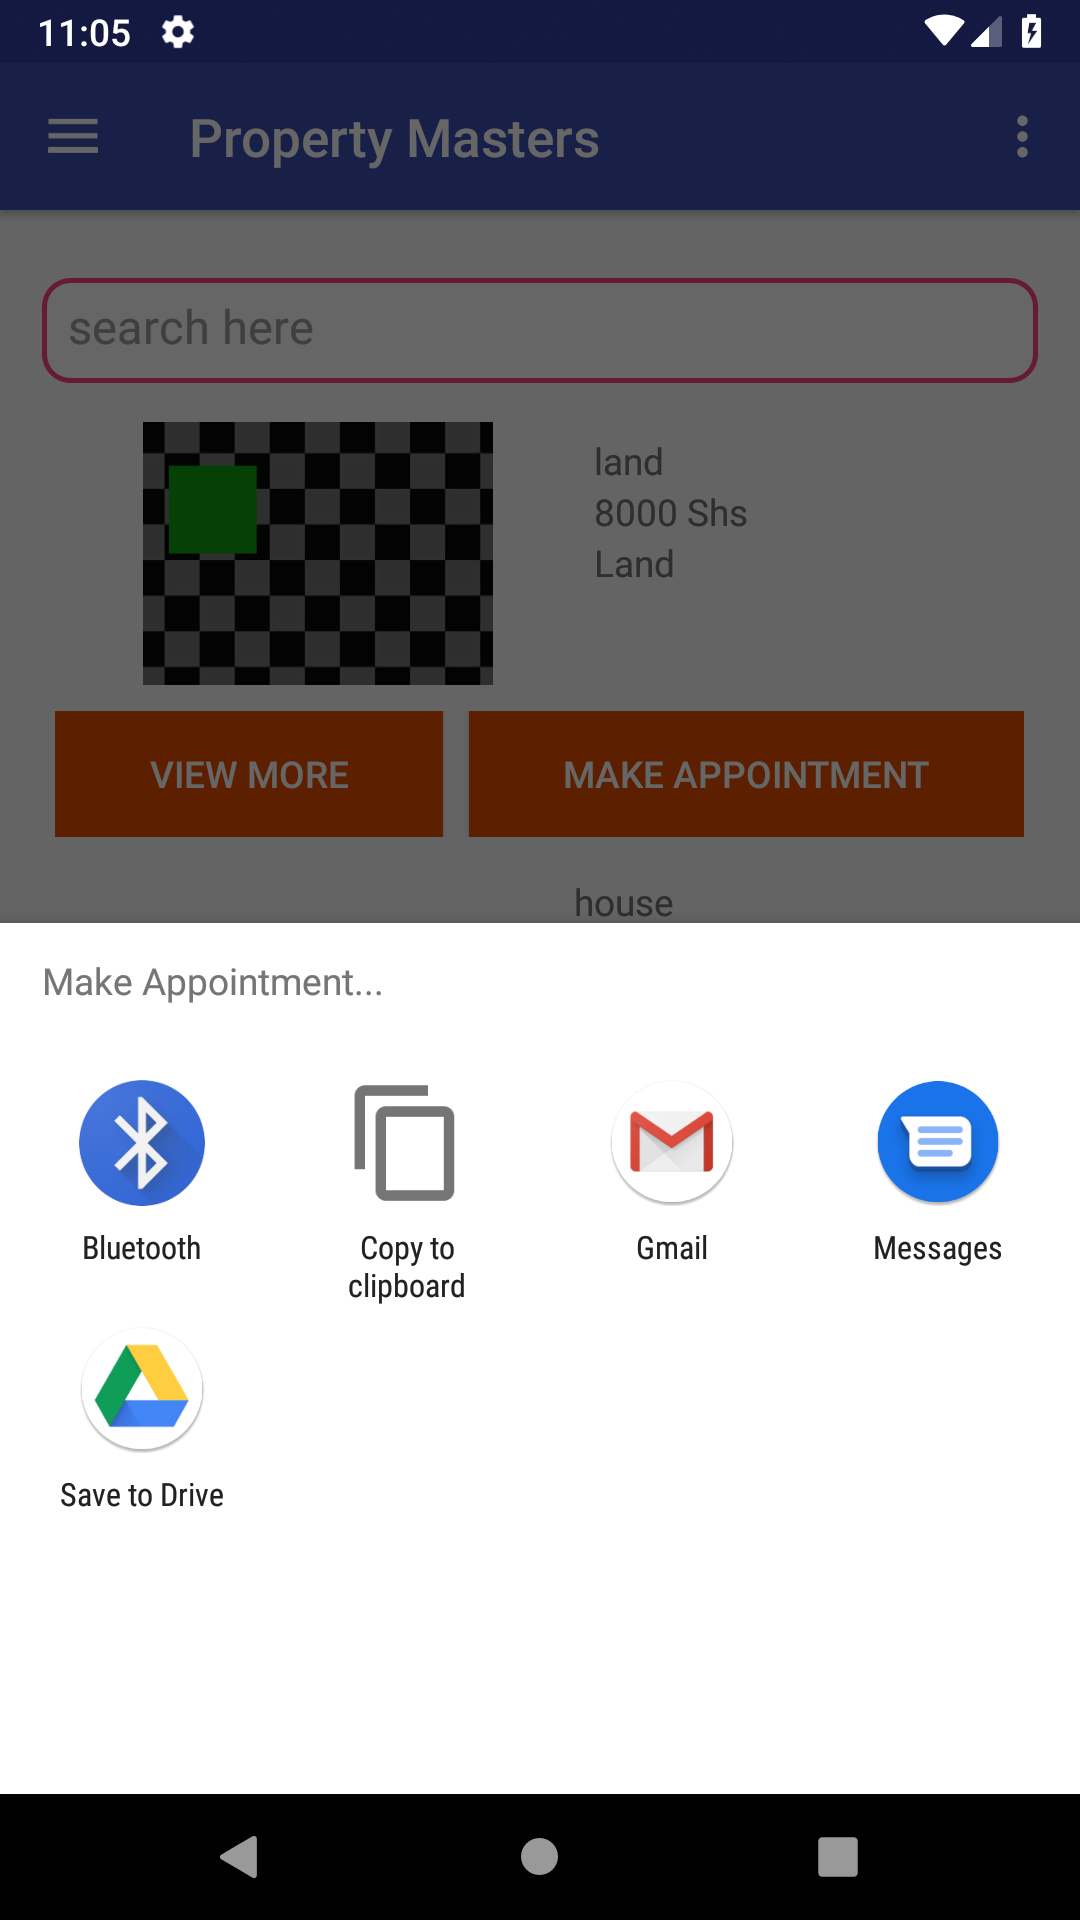 11:05
Property Masters
search here
land
8000 Shs
Land
VIEW MORE
MAKE APPOINTMENT
house
Make Appointment...
Bluetooth
Copy to
clipboard
Gmail
Messages
Save to Drive